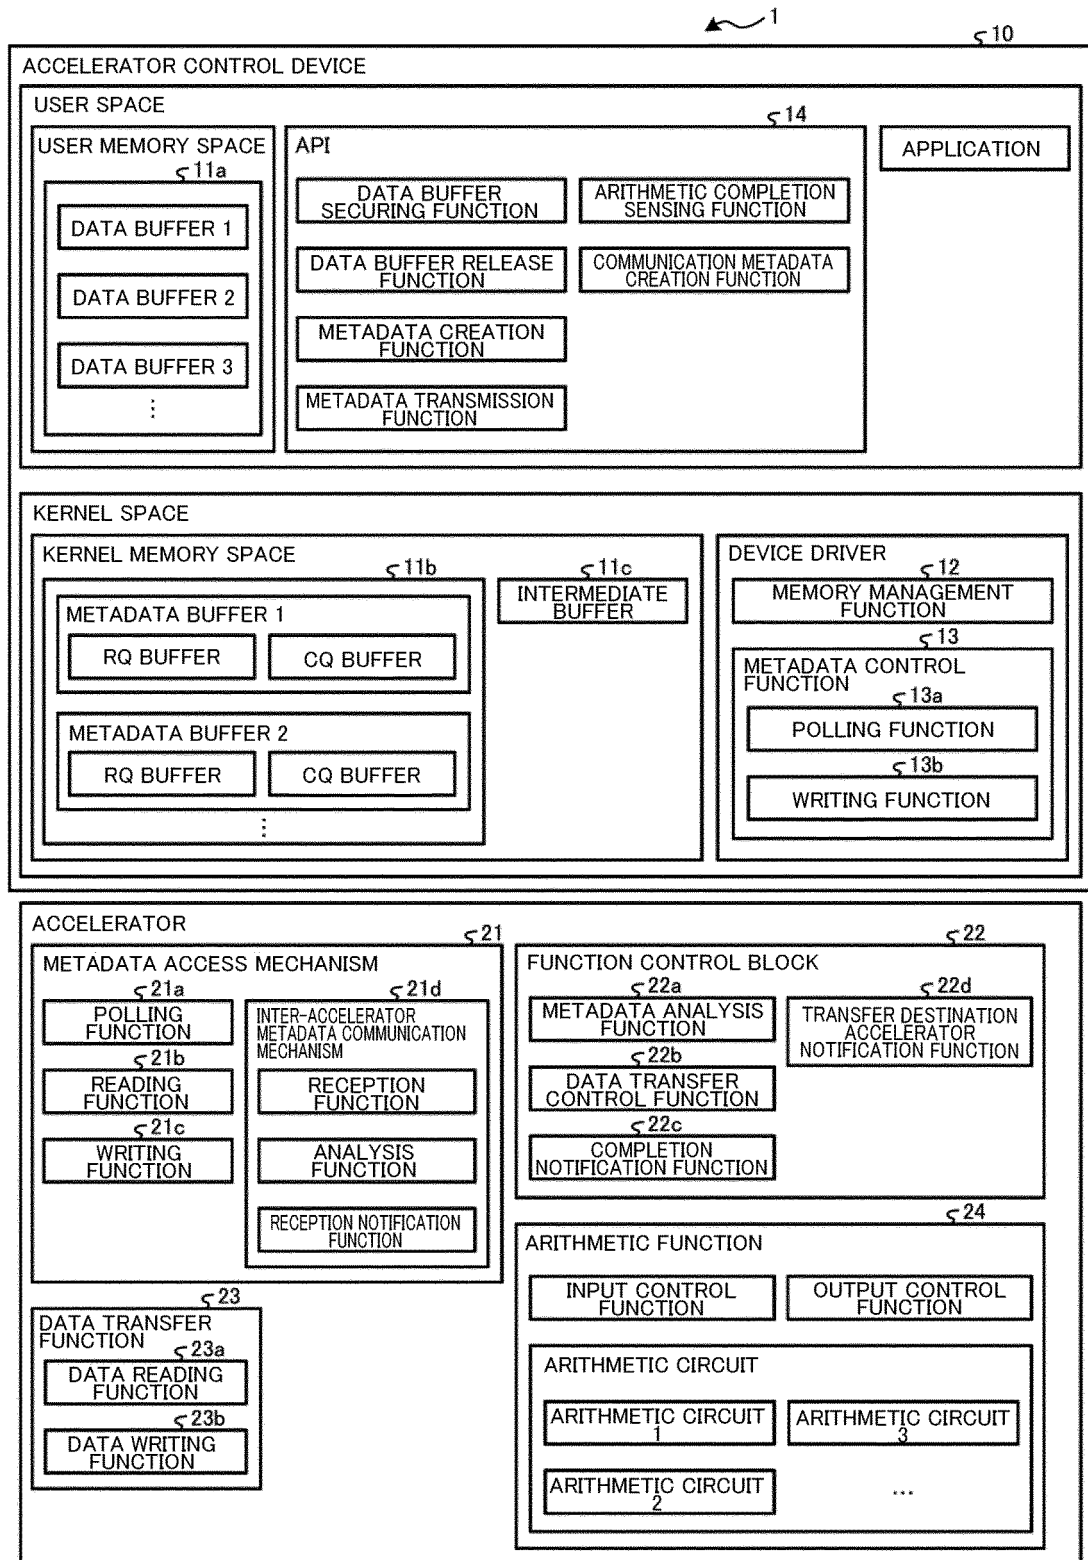 1
10
ACCELERATOR CONTROL DEVICE
USER SPACE
USER MEMORY SPACE
11a
DATA BUFFER 1
DATA BUFFER 2
DATA BUFFER 3
⋮
14
API
DATA BUFFER
SECURING FUNCTION
ARITHMETIC COMPLETION
SENSING FUNCTION
DATA BUFFER RELEASE
FUNCTION
COMMUNICATION METADATA
CREATION FUNCTION
METADATA CREATION
FUNCTION
METADATA TRANSMISSION
FUNCTION
APPLICATION
KERNEL SPACE
KERNEL MEMORY SPACE
11b
METADATA BUFFER 1
RQ BUFFER
CQ BUFFER
METADATA BUFFER 2
RQ BUFFER
CQ BUFFER
⋮
11c
INTERMEDIATE
BUFFER
DEVICE DRIVER
12
MEMORY MANAGEMENT
FUNCTION
13
METADATA CONTROL
FUNCTION
13a
POLLING FUNCTION
13b
WRITING FUNCTION
ACCELERATOR
21
METADATA ACCESS MECHANISM
21a
POLLING
FUNCTION
21b
READING
FUNCTION
21c
WRITING
FUNCTION
21d
INTER-ACCELERATOR
METADATA COMMUNICATION
MECHANISM
RECEPTION
FUNCTION
ANALYSIS
FUNCTION
RECEPTION NOTIFICATION
FUNCTION
22
FUNCTION CONTROL BLOCK
22a
METADATA ANALYSIS
FUNCTION
22d
TRANSFER DESTINATION
ACCELERATOR
NOTIFICATION FUNCTION
22b
DATA TRANSFER
CONTROL FUNCTION
22c
COMPLETION
NOTIFICATION FUNCTION
23
DATA TRANSFER
FUNCTION
23a
DATA READING
FUNCTION
23b
DATA WRITING
FUNCTION
24
ARITHMETIC FUNCTION
INPUT CONTROL
FUNCTION
OUTPUT CONTROL
FUNCTION
ARITHMETIC CIRCUIT
ARITHMETIC CIRCUIT
1
ARITHMETIC CIRCUIT
3
ARITHMETIC CIRCUIT
2
…